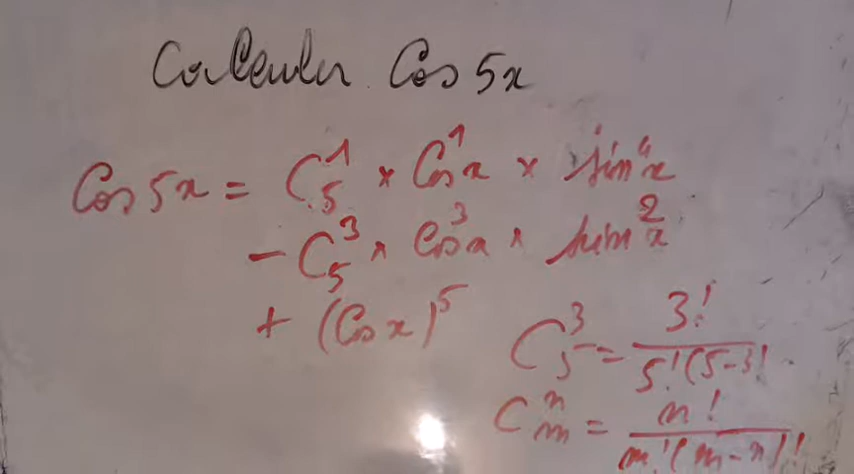 Calculer Cos 5x
Cos 5x = C₅¹ × Cos¹x × sin⁴x
- C₅³ × Cos³x × sin²x
+ (Cos x)⁵
C₅³ = 3! / 5!(5-3!
Cₘⁿ = n! / m!(m-n)!